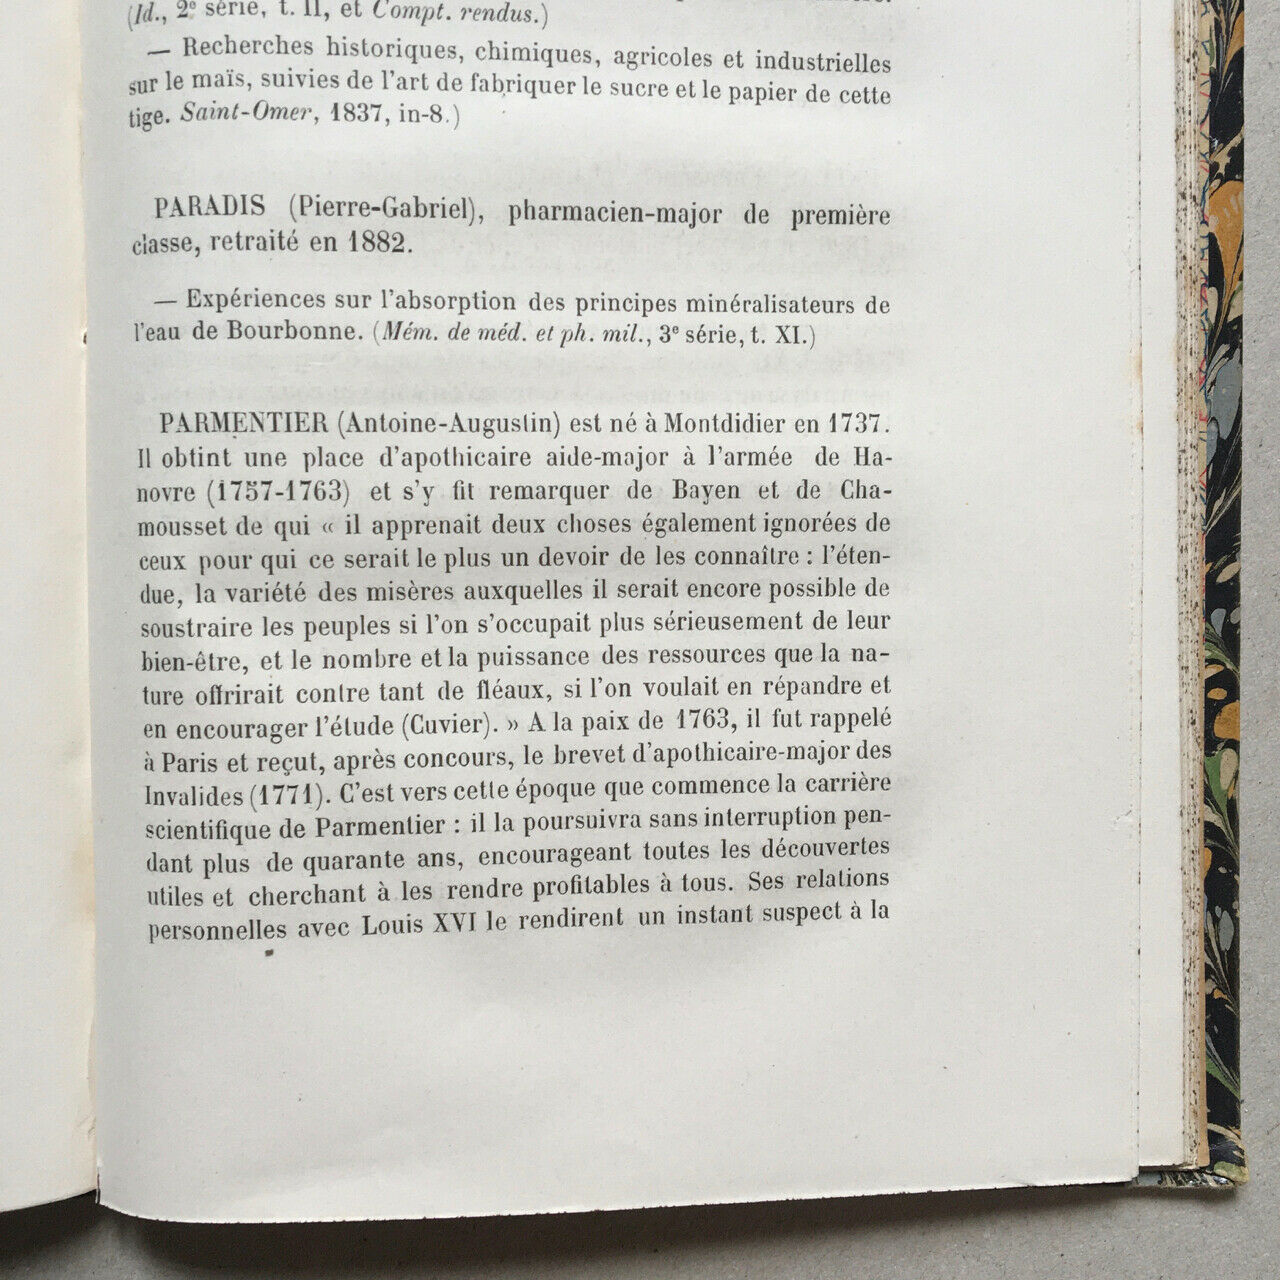 (Id., 2e série, t. II, et Compt. rendus.)
— Recherches historiques, chimiques, agricoles et industrielles
sur le maïs, suivies de l'art de fabriquer le sucre et le papier de cette
tige. Saint-Omer, 1837, in-8.)
PARADIS (Pierre-Gabriel), pharmacien-major de première
classe, retraité en 1882.
— Expériences sur l'absorption des principes minéralisateurs de
l'eau de Bourbonne. (Mém. de méd. et ph. mil., 3e série, t. XI.)
PARMENTIER (Antoine-Augustin) est né à Montdidier en 1737.
Il obtint une place d'apothicaire aide-major à l'armée de Ha-
novre (1757-1763) et s'y fit remarquer de Bayen et de Cha-
mousset de qui « il apprenait deux choses également ignorées de
ceux pour qui ce serait le plus un devoir de les connaître : l'éten-
due, la variété des misères auxquelles il serait encore possible de
soustraire les peuples si l'on s'occupait plus sérieusement de leur
bien-être, et le nombre et la puissance des ressources que la na-
ture offrirait contre tant de fléaux, si l'on voulait en répandre et
en encourager l'étude (Cuvier). » A la paix de 1763, il fut rappelé
à Paris et reçut, après concours, le brevet d'apothicaire-major des
Invalides (1771). C'est vers cette époque que commence la carrière
scientifique de Parmentier : il la poursuivra sans interruption pen-
dant plus de quarante ans, encourageant toutes les découvertes
utiles et cherchant à les rendre profitables à tous. Ses relations
personnelles avec Louis XVI le rendirent un instant suspect à la